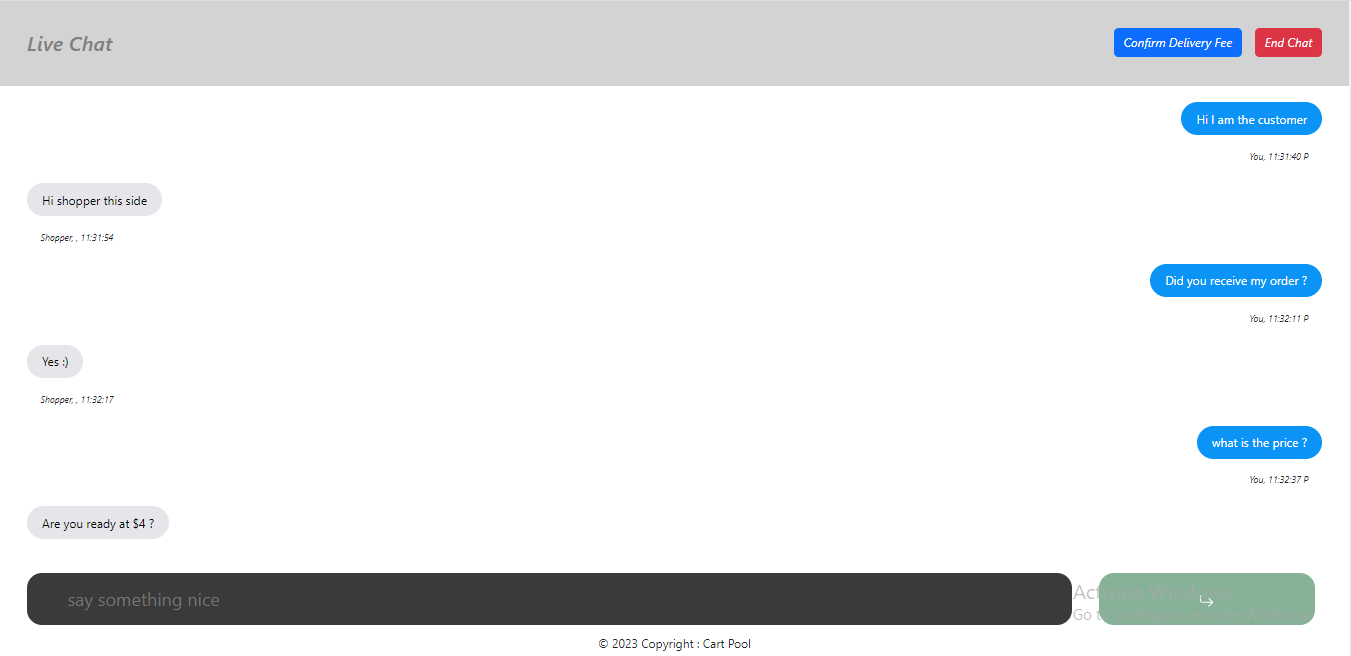 Live Chat
Confirm Delivery Fee
End Chat
Hi I am the customer
You, 11:31:40 P
Hi shopper this side
Shopper, , 11:31:54
Did you receive my order ?
You, 11:32:11 P
Yes :)
Shopper, , 11:32:17
what is the price ?
You, 11:32:37 P
Are you ready at $4 ?
say something nice
Activate Windows
Go to Settings to activate Windows.
© 2023 Copyright : Cart Pool